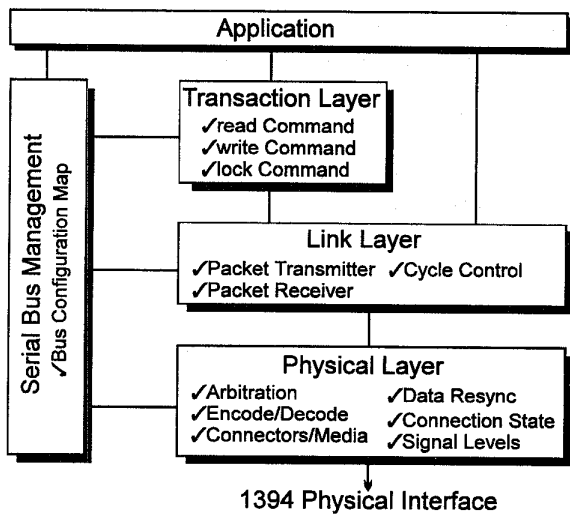 Application
Serial Bus Management
✓Bus Configuration Map
Transaction Layer
✓read Command
✓write Command
✓lock Command
Link Layer
✓Packet Transmitter ✓Cycle Control
✓Packet Receiver
Physical Layer
✓Arbitration ✓Data Resync
✓Encode/Decode ✓Connection State
✓Connectors/Media ✓Signal Levels
1394 Physical Interface